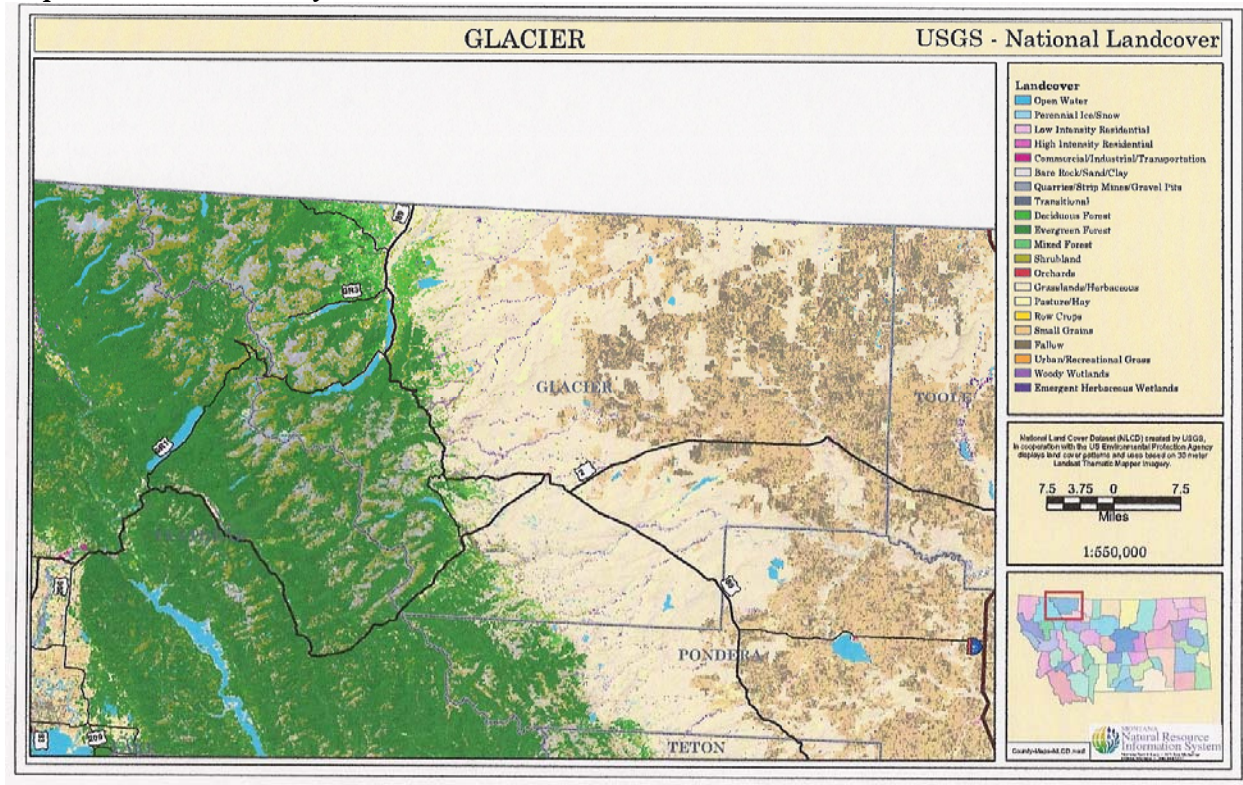 GLACIER
USGS - National Landcover
Landcover
Open Water
Perennial Ice/Snow
Low Intensity Residential
High Intensity Residential
Commercial/Industrial/Transportation
Bare Rock/Sand/Clay
Quarries/Strip Mines/Gravel Pits
Transitional
Deciduous Forest
Evergreen Forest
Mixed Forest
Shrubland
Orchards
Grasslands/Herbaceous
Pasture/Hay
Row Crops
Small Grains
Fallow
Urban/Recreational Grass
Woody Wetlands
Emergent Herbaceous Wetlands
89
GR3
GLACIER
TOOLE
GR1
2
89
PONDERA
TETON
209
National Land Cover Dataset (NLCD) created by USGS,
in cooperation with the US Environmental Protection Agency
displays land cover patterns and uses based on 30 meter
Landsat Thematic Mapper Imagery.
7.5 3.75 0 7.5
Miles
1:550,000
MONTANA
Natural Resource
Information System